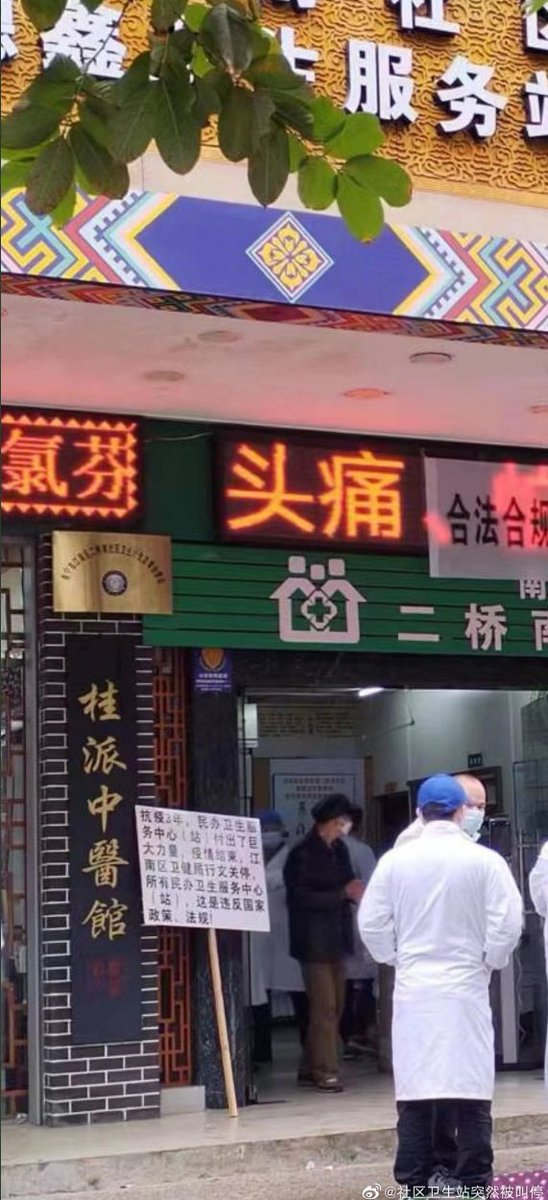 鑫
站服务站
氯芬
头痛
合法合规
南
二桥南
桂派中醫館
抗疫3年，民办卫生服
务中心（站）付出了巨
大力量，疫情结束，江
南区卫健局行文关停，
所有民办卫生服务中心
（站），这是违反国家
政策、法规！
@社区卫生站突然被叫停